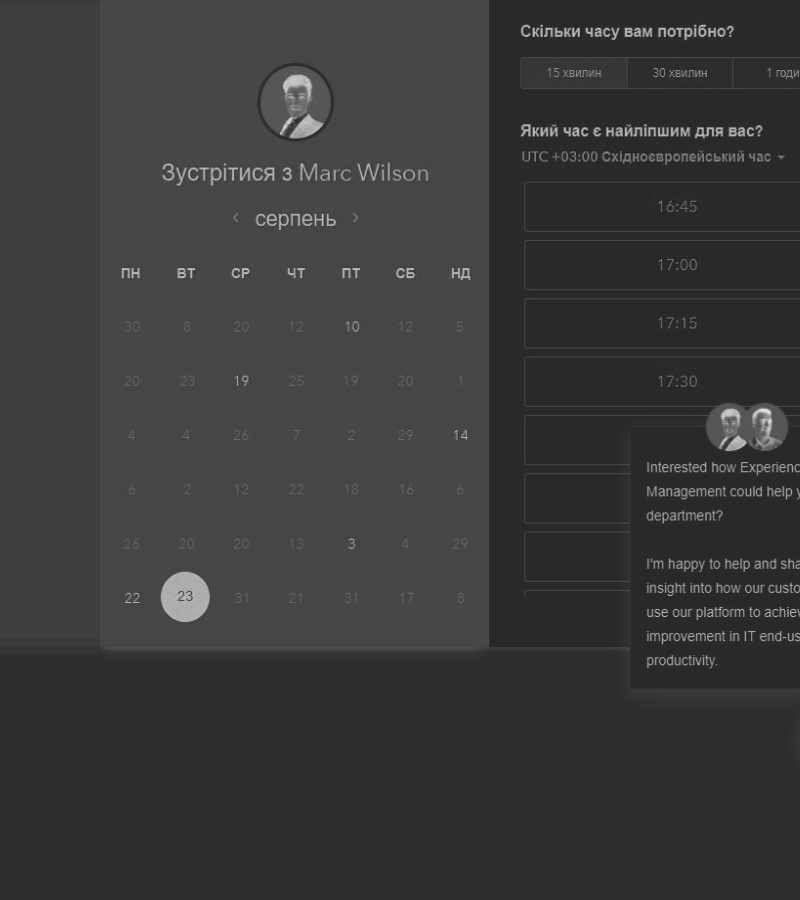 Зустрітися з Marc Wilson
серпень
ПН ВТ СР ЧТ ПТ СБ НД
30 8 20 12 10 12 5
20 23 19 25 19 20 1
4 4 26 7 2 29 14
6 2 12 22 18 16 6
26 20 20 13 3 4 29
22 23 31 21 31 17 8
Скільки часу вам потрібно?
15 хвилин 30 хвилин 1 годи
Який час є найліпшим для вас?
UTC +03:00 Східноєвропейський час
16:45
17:00
17:15
17:30
Interested how Experienc
Management could help y
department?
I'm happy to help and sha
insight into how our custo
use our platform to achiev
improvement in IT end-us
productivity.